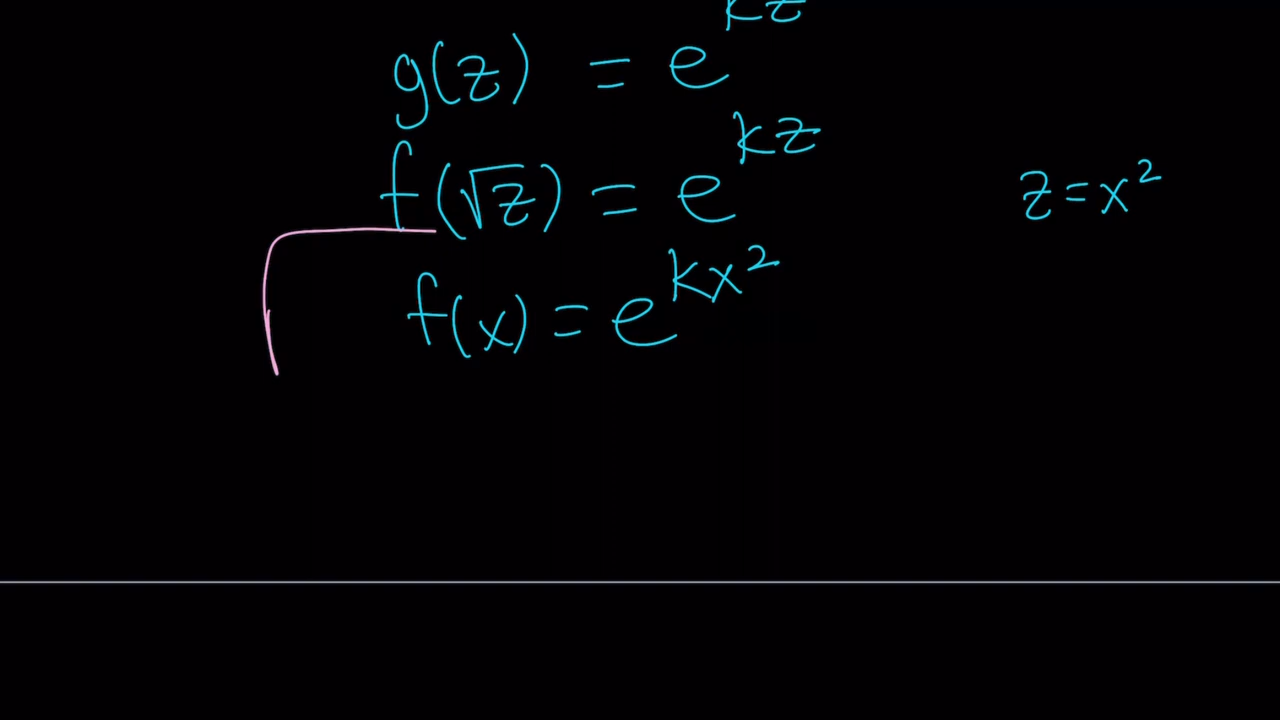 g(z) = e^{kz}
f(√z) = e^{kz}
z = x²
f(x) = e^{kx²}